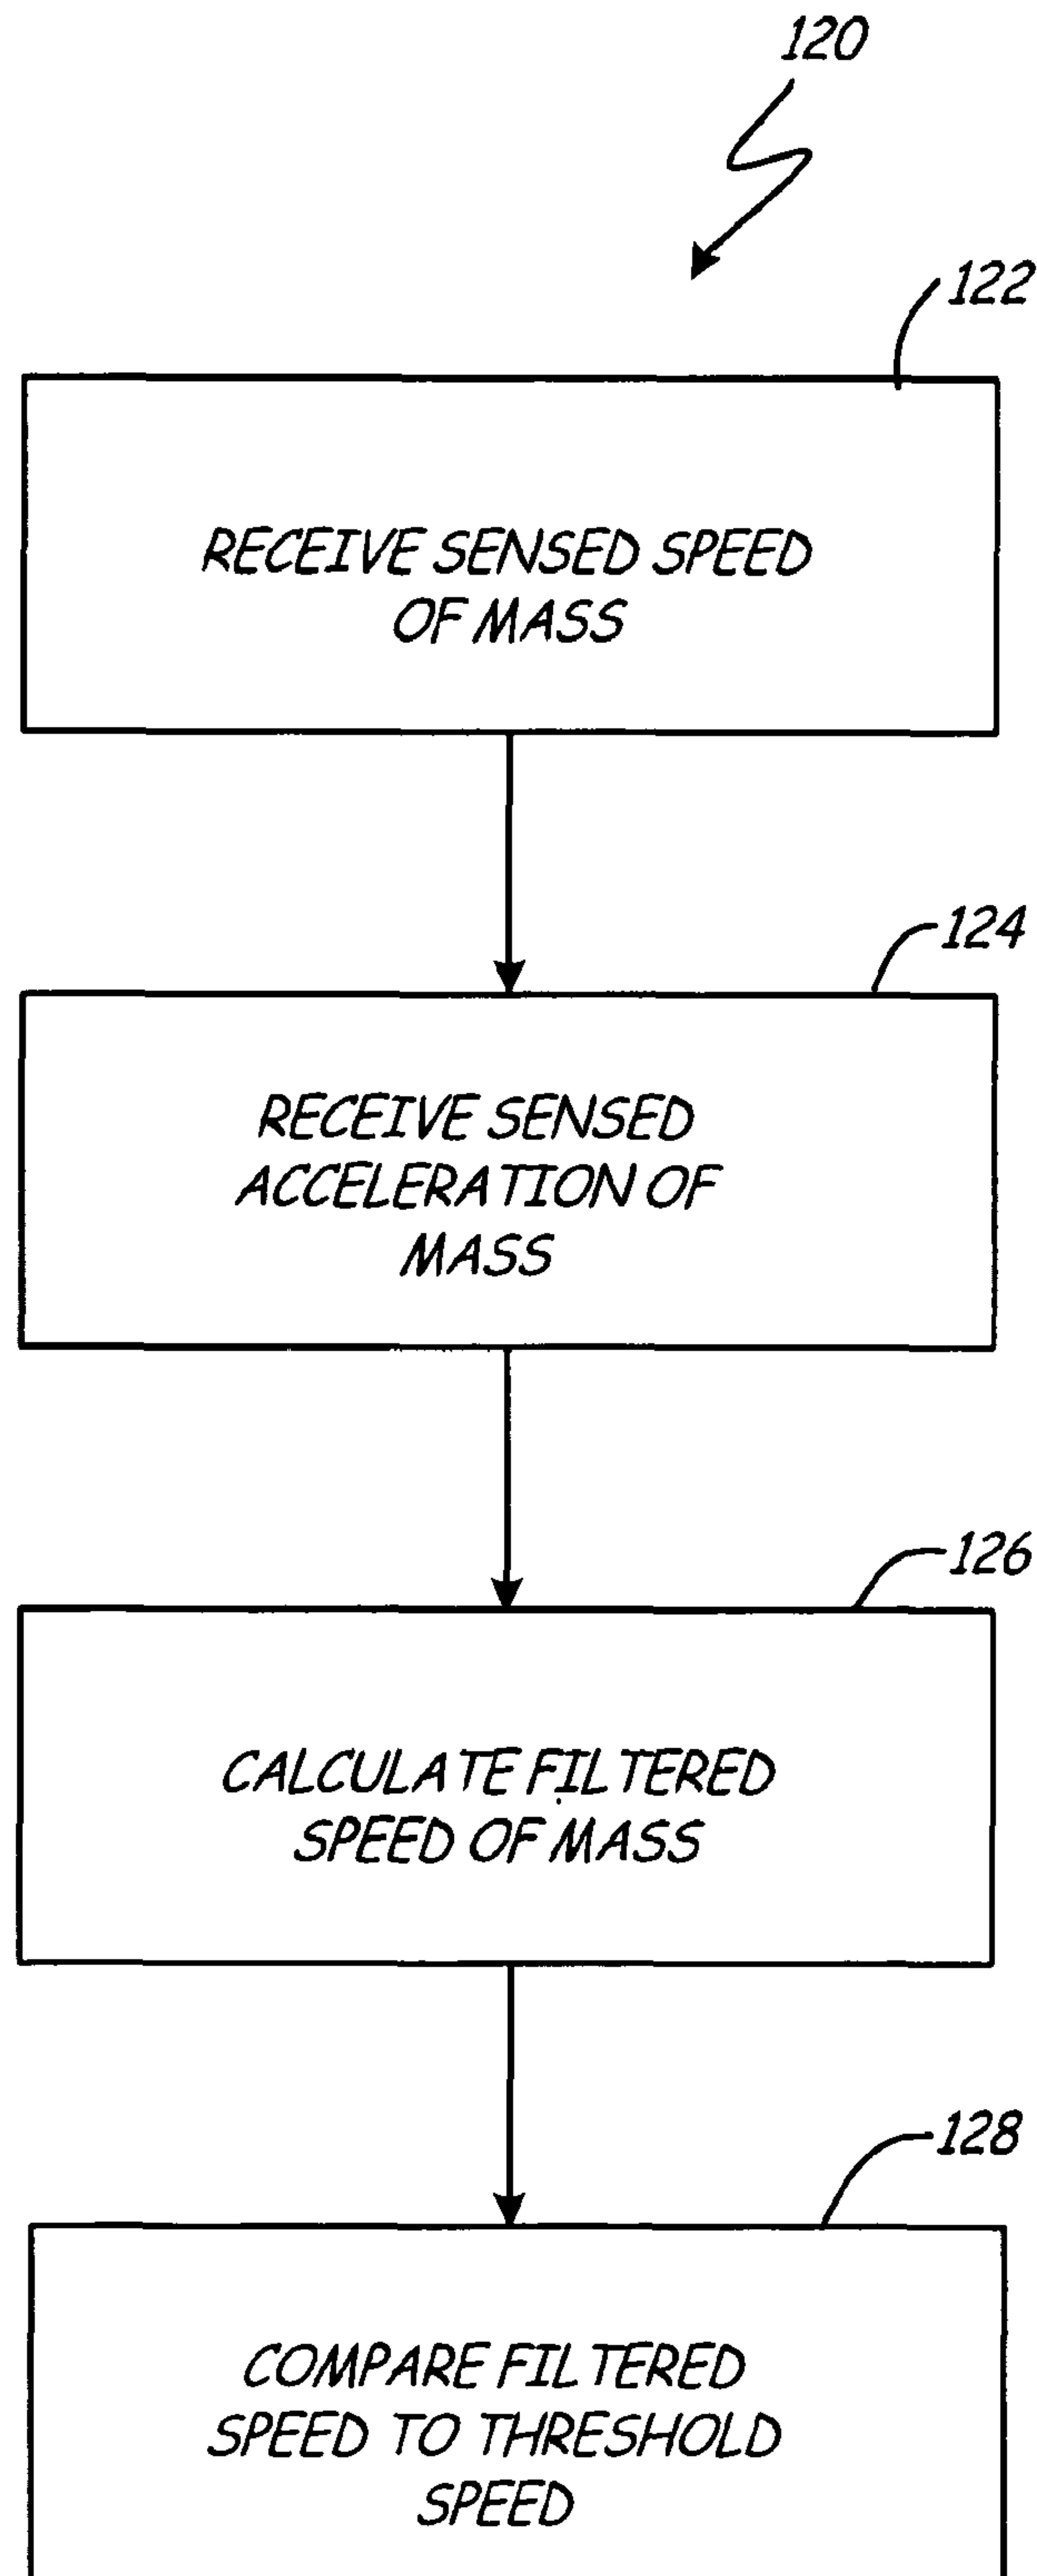 120
122
RECEIVE SENSED SPEED
OF MASS
124
RECEIVE SENSED
ACCELERATION OF
MASS
126
CALCULATE FILTERED
SPEED OF MASS
128
COMPARE FILTERED
SPEED TO THRESHOLD
SPEED